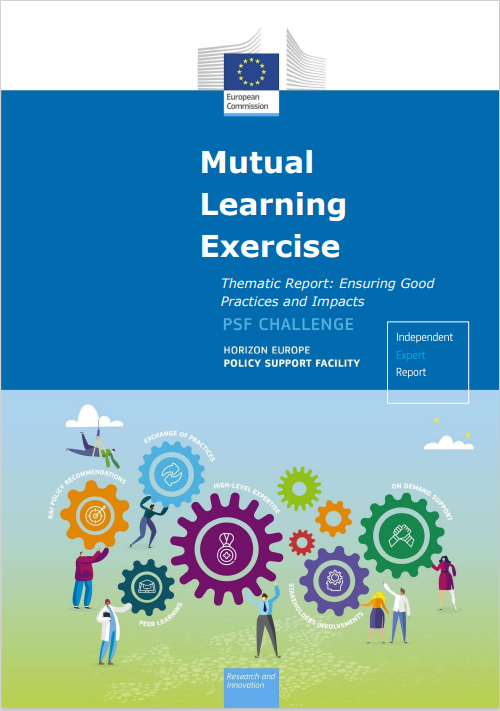 European
Commission
Mutual
Learning
Exercise
Thematic Report: Ensuring Good
Practices and Impacts
PSF CHALLENGE
HORIZON EUROPE
POLICY SUPPORT FACILITY
Independent
Expert
Report
EXCHANGE OF PRACTICES
R&I POLICY RECOMMENDATIONS
HIGH-LEVEL EXPERTISE
ON DEMAND SUPPORT
PEER LEARNING
STAKEHOLDERS INVOLVEMENTS
Research and
Innovation